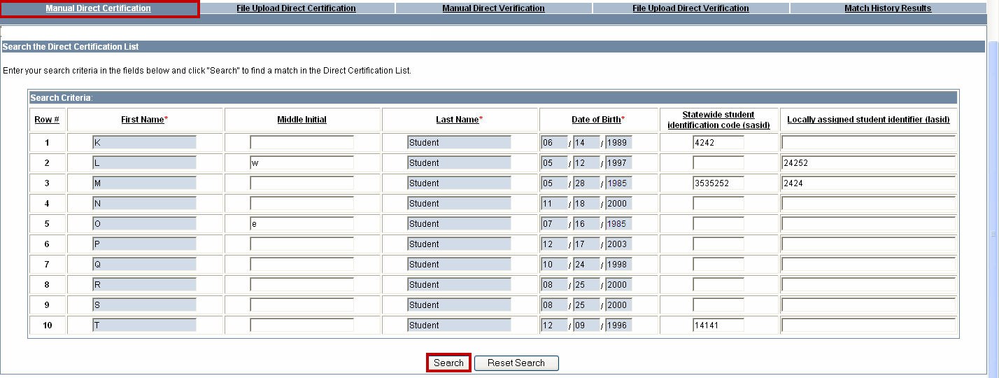 Manual Direct Certification File Upload Direct Certification Manual Direct Verification File Upload Direct Verification Match History Results
Search the Direct Certification List
Enter your search criteria in the fields below and click "Search" to find a match in the Direct Certification List.
Search Criteria:
Row # First Name* Middle Initial Last Name* Date of Birth* Statewide student identification code (sasid) Locally assigned student identifier (lasid)
1 K Student 06 / 14 / 1989 4242
2 L w Student 05 / 12 / 1997 24252
3 M Student 05 / 28 / 1985 3535252 2424
4 N Student 11 / 18 / 2000
5 O e Student 07 / 16 / 1985
6 P Student 12 / 17 / 2003
7 Q Student 10 / 24 / 1998
8 R Student 08 / 25 / 2000
9 S Student 08 / 25 / 2000
10 T Student 12 / 09 / 1996 14141
Search Reset Search